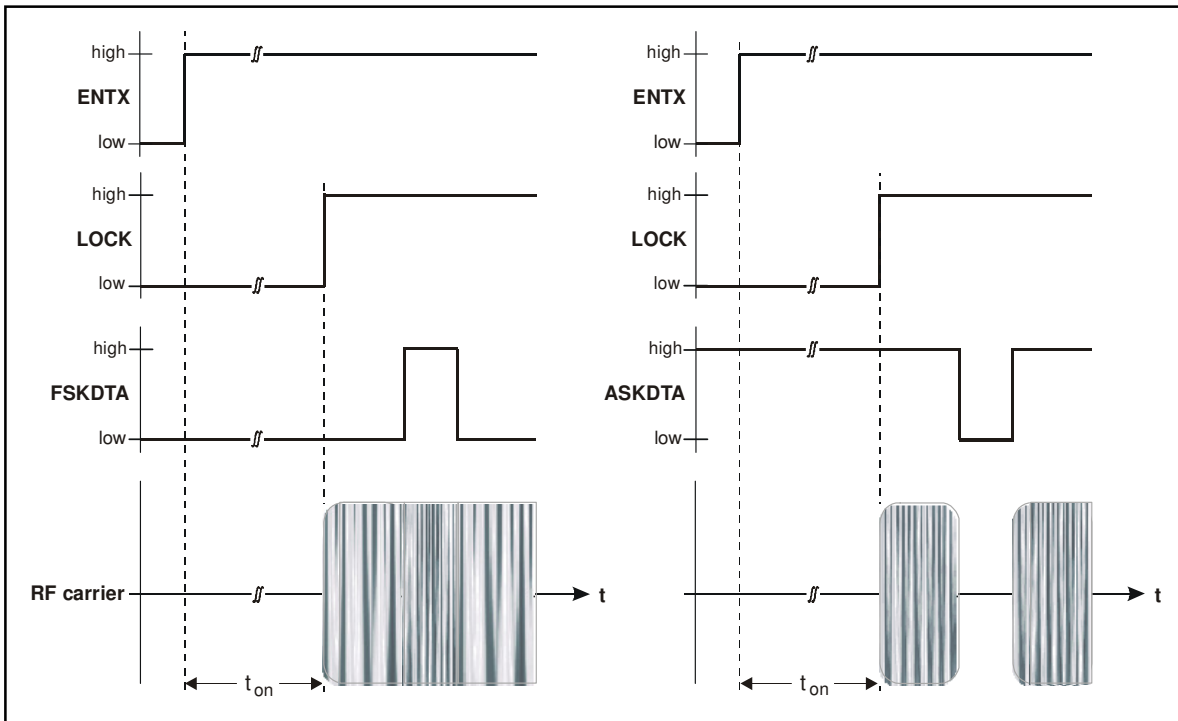 high
ENTX
low
high
LOCK
low
high
FSKDTA
low
RF carrier
t
t on
high
ENTX
low
high
LOCK
low
high
ASKDTA
low
t
t on